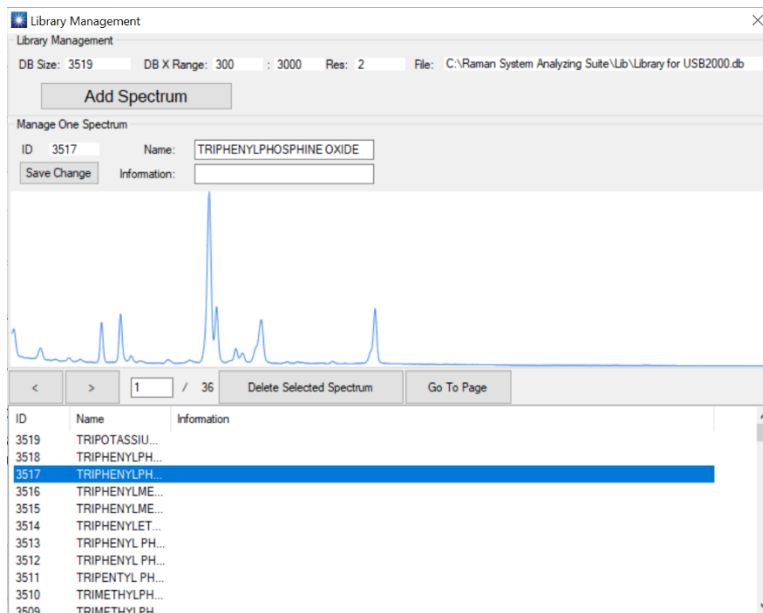 Library Management
Library Management
DB Size: 3519 DB X Range: 300 : 3000 Res: 2 File: C:\Raman System Analyzing Suite\Lib\Library for USB2000.db
Add Spectrum
Manage One Spectrum
ID 3517 Name: TRIPHENYLPHOSPHINE OXIDE
Save Change Information:
< > 1 / 36 Delete Selected Spectrum Go To Page
ID Name Information
3519 TRIPOTASSIU...
3518 TRIPHENYLPH...
3517 TRIPHENYLPH...
3516 TRIPHENYLME...
3515 TRIPHENYLME...
3514 TRIPHENYLET...
3513 TRIPHENYL PH...
3512 TRIPHENYL PH...
3511 TRIPENTYL PH...
3510 TRIMETHYLPH...
3509 TRIMETHYLPH